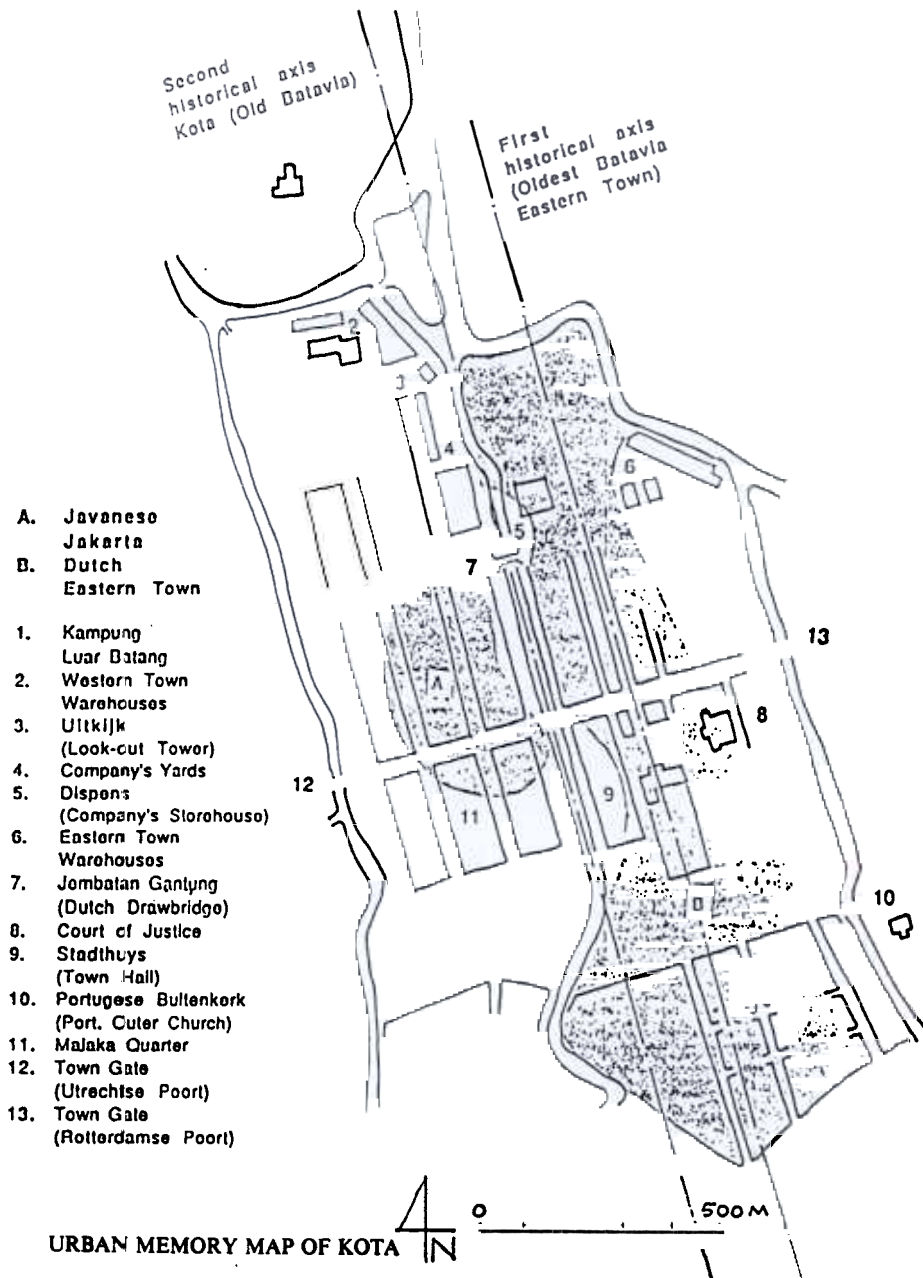 Second
historical axis
Kota (Old Batavia)
First
historical axis
(Oldest Batavia
Eastern Town)
2
3
4
6
5
7
13
A
8
12
9
11
B
10
A. Javanese
Jakarta
B. Dutch
Eastern Town
1. Kampung
Luar Batang
2. Western Town
Warehouses
3. Uitkijk
(Look-out Tower)
4. Company's Yards
5. Dispens
(Company's Storehouse)
6. Eastern Town
Warehouses
7. Jembatan Gantung
(Dutch Drawbridge)
8. Court of Justice
9. Stadthuys
(Town Hall)
10. Portugese Buitenkerk
(Port. Outer Church)
11. Malaka Quarter
12. Town Gate
(Utrechtse Poort)
13. Town Gate
(Rotterdamse Poort)
N
0 500 M
URBAN MEMORY MAP OF KOTA